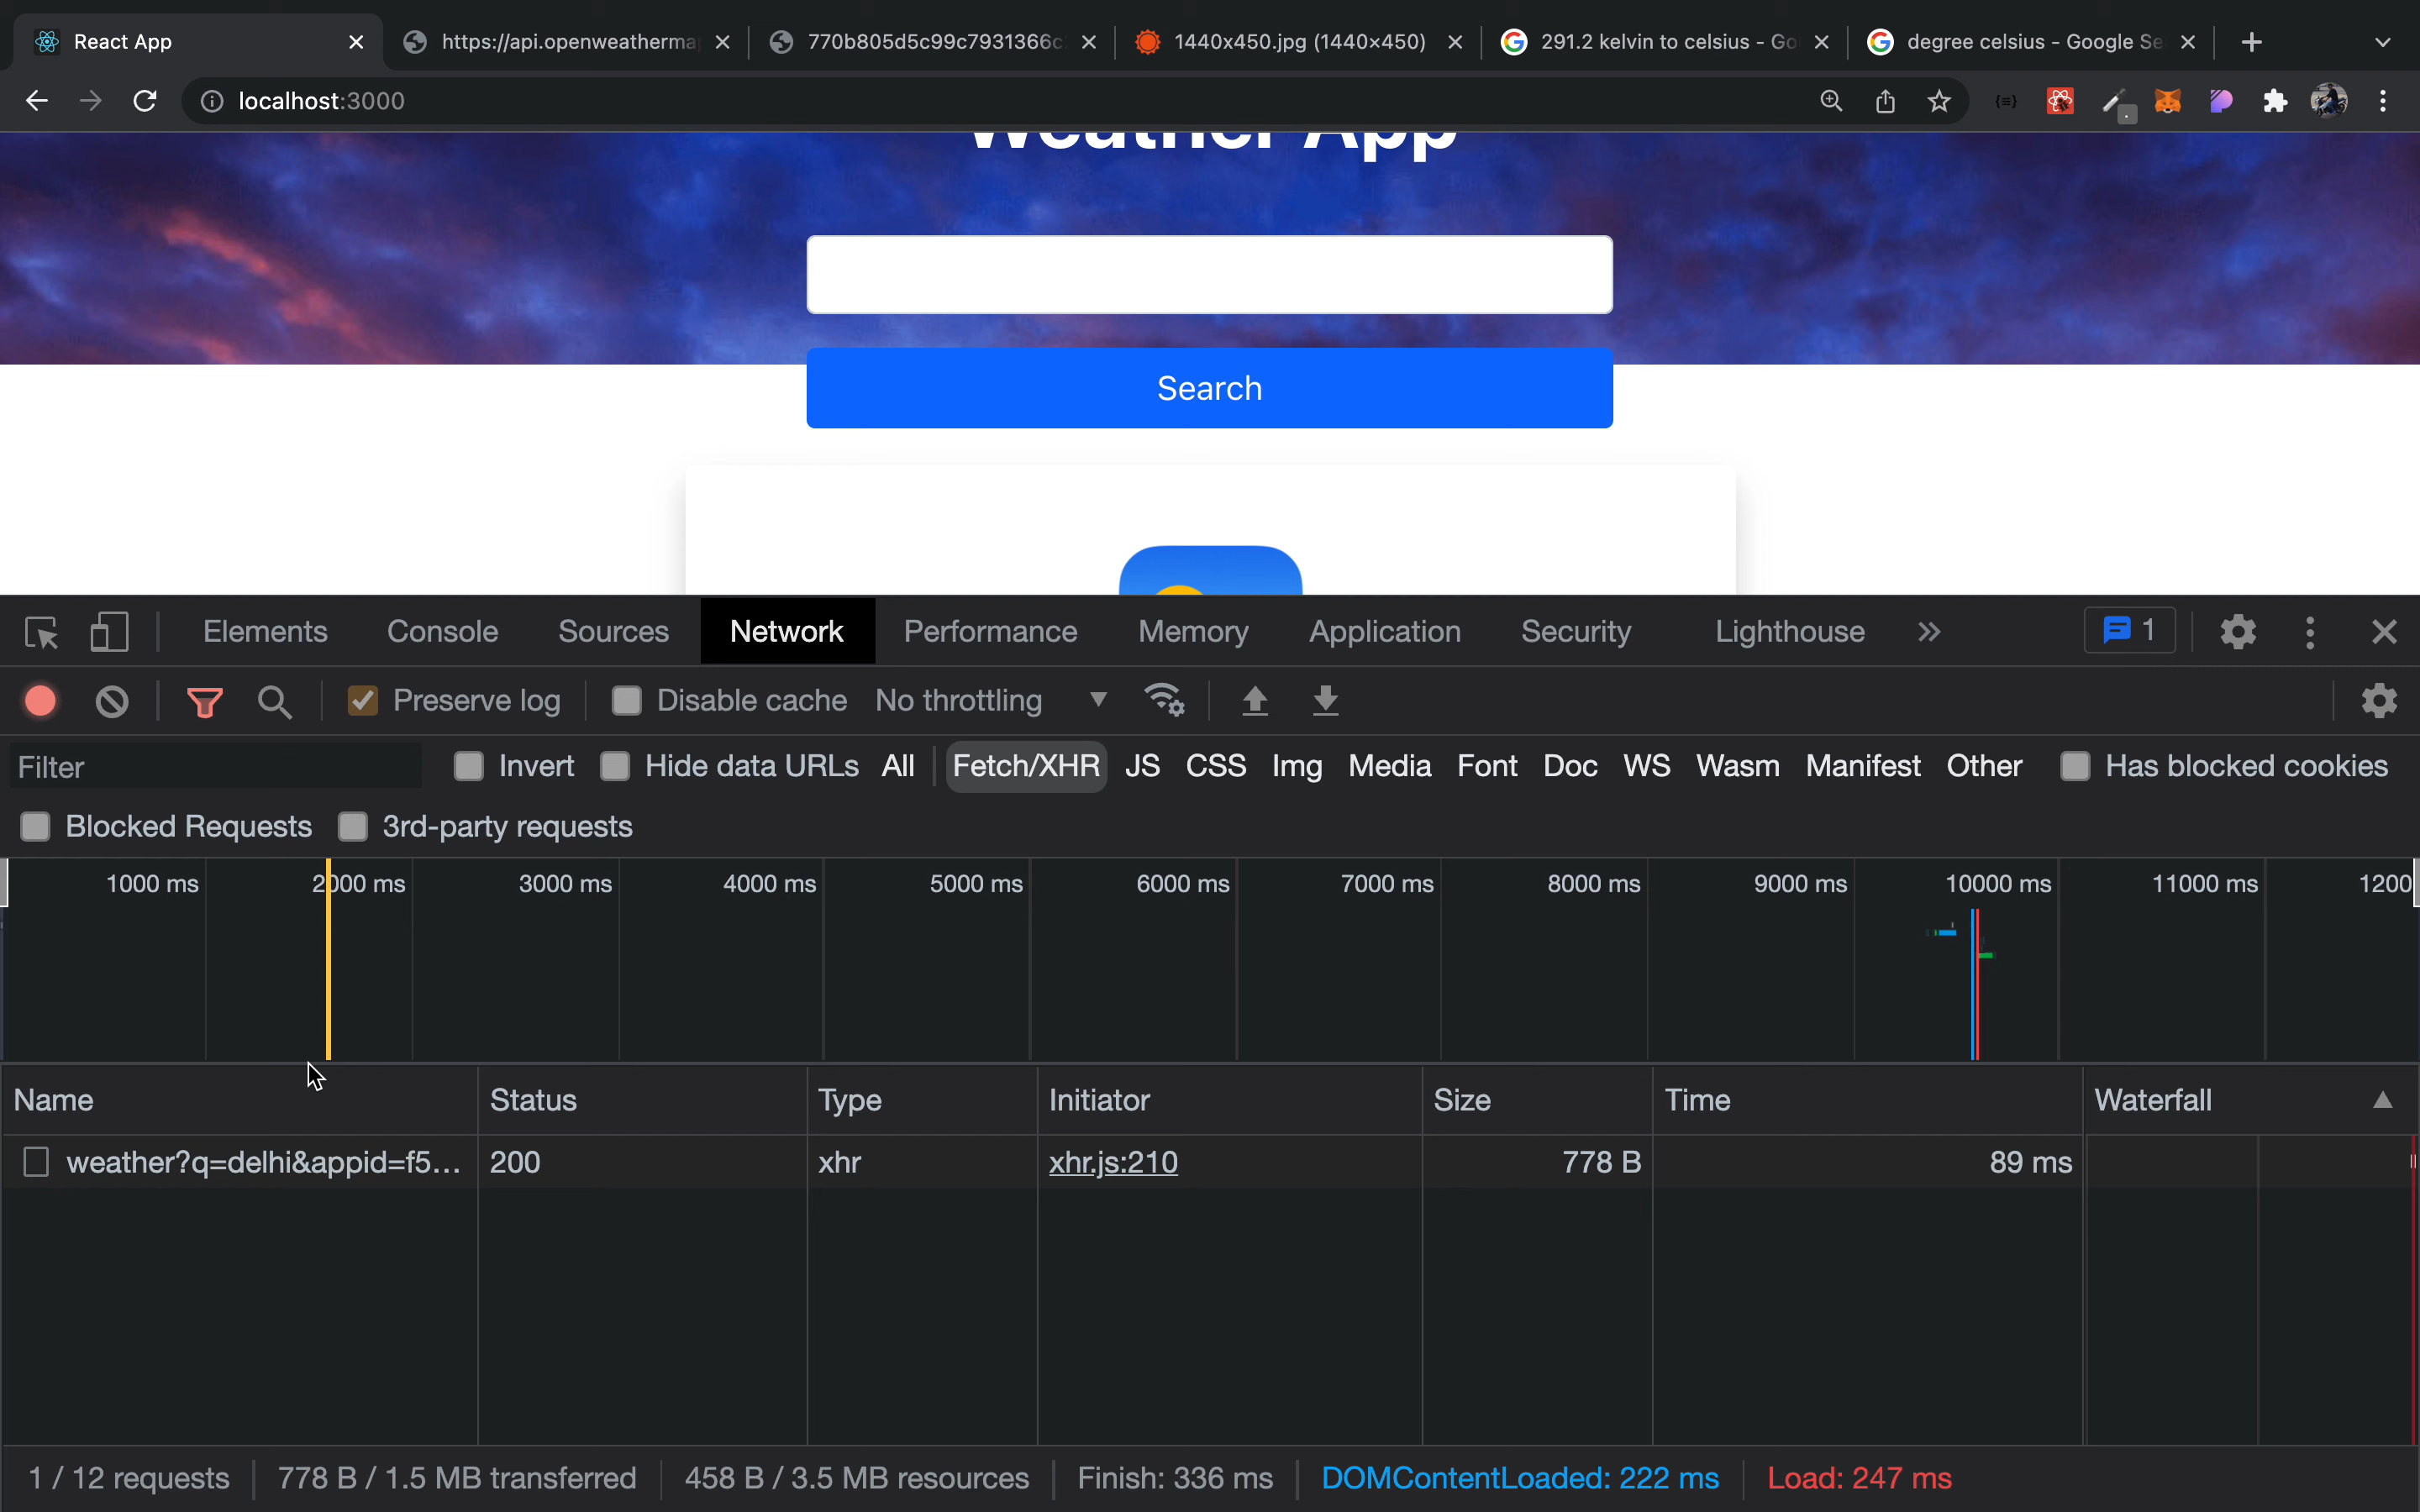 React App
https://api.openweatherma
770b805d5c99c7931366c
1440x450.jpg (1440×450)
291.2 kelvin to celsius - Go
degree celsius - Google Se
localhost:3000
Weather App
Search
Elements
Console
Sources
Network
Performance
Memory
Application
Security
Lighthouse
1
Preserve log
Disable cache
No throttling
Filter
Invert
Hide data URLs
All
Fetch/XHR
JS
CSS
Img
Media
Font
Doc
WS
Wasm
Manifest
Other
Has blocked cookies
Blocked Requests
3rd-party requests
1000 ms
2000 ms
3000 ms
4000 ms
5000 ms
6000 ms
7000 ms
8000 ms
9000 ms
10000 ms
11000 ms
1200
Name
Status
Type
Initiator
Size
Time
Waterfall
weather?q=delhi&appid=f5...
200
xhr
xhr.js:210
778 B
89 ms
1 / 12 requests
778 B / 1.5 MB transferred
458 B / 3.5 MB resources
Finish: 336 ms
DOMContentLoaded: 222 ms
Load: 247 ms